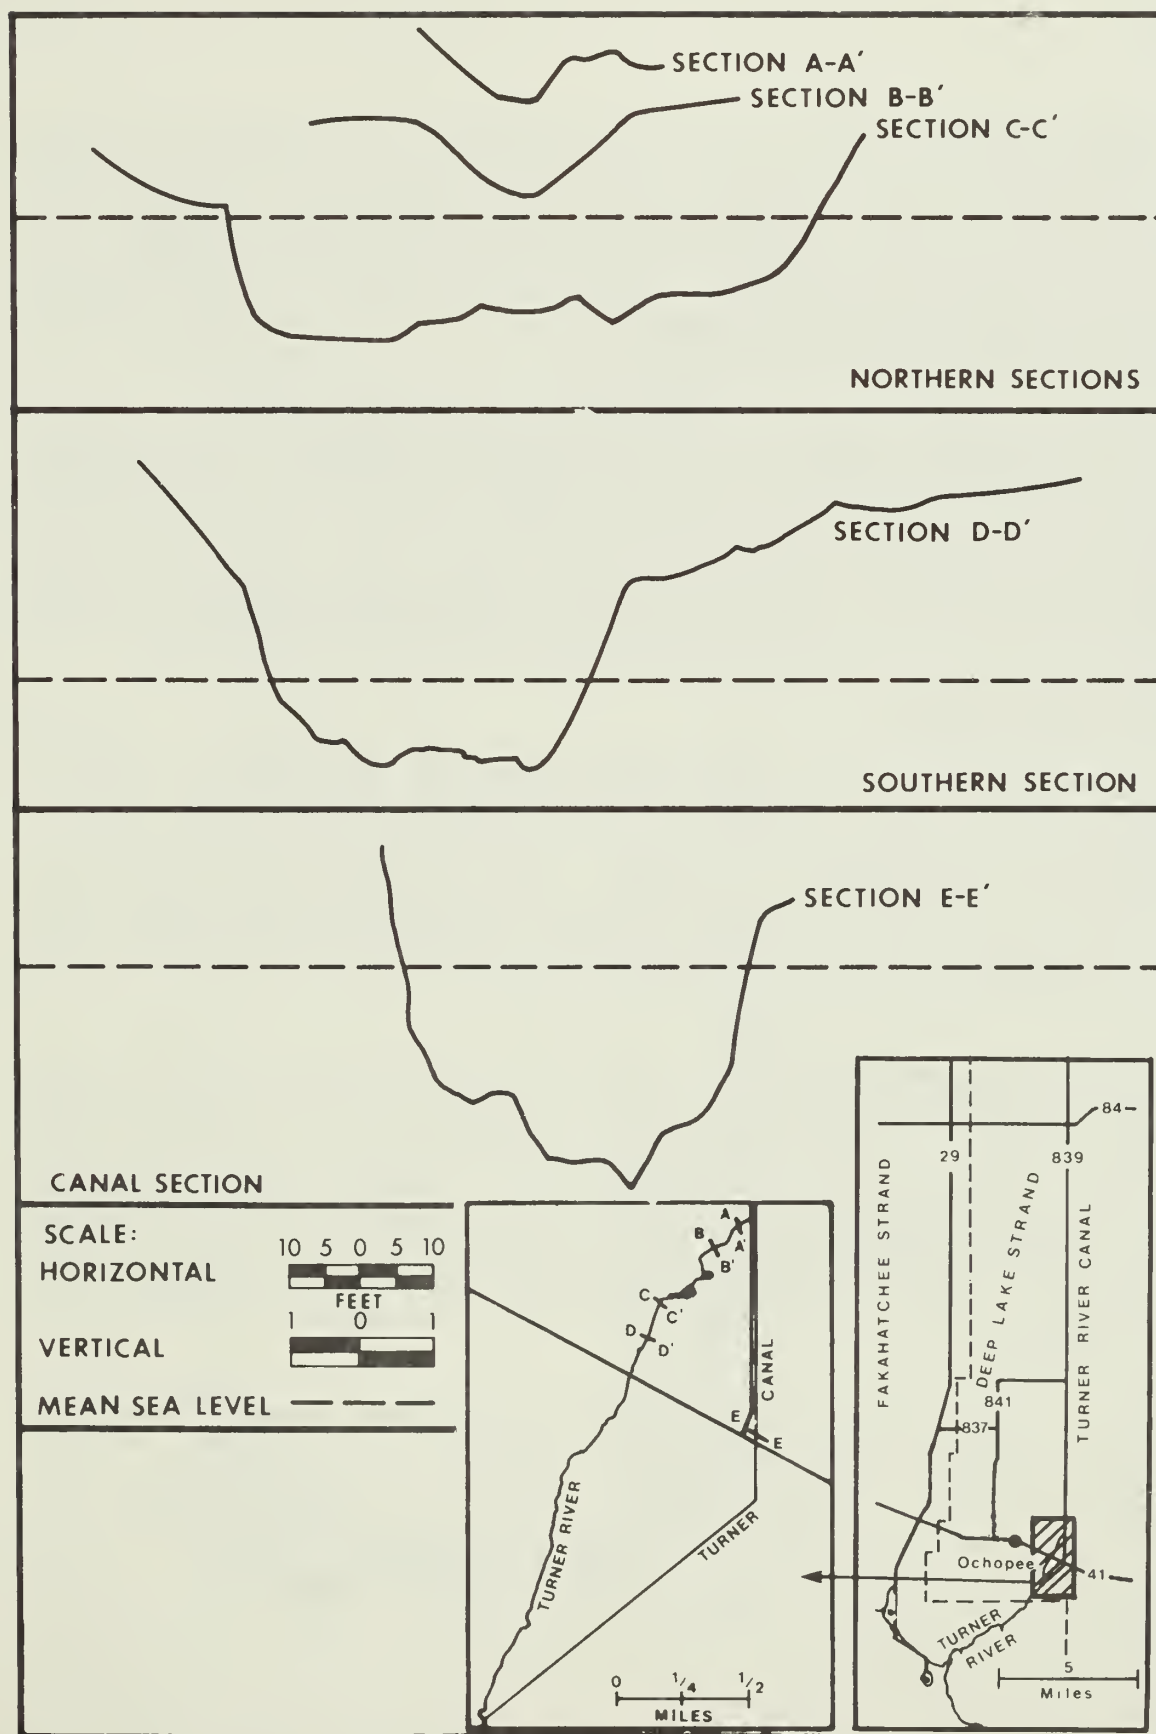 SECTION A-A′
SECTION B-B′
SECTION C-C′
NORTHERN SECTIONS
SECTION D-D′
SOUTHERN SECTION
SECTION E-E′
CANAL SECTION
SCALE:
10 5 0 5 10
HORIZONTAL
FEET
1 0 1
VERTICAL
MEAN SEA LEVEL
A
A'
B
B'
C
C'
D
D'
CANAL
E
E
TURNER RIVER
TURNER
0 1/4 1/2
MILES
84
29
839
FAKAHATCHEE STRAND
DEEP LAKE STRAND
TURNER RIVER CANAL
841
837
Ochopee
41
TURNER
RIVER
5
Miles